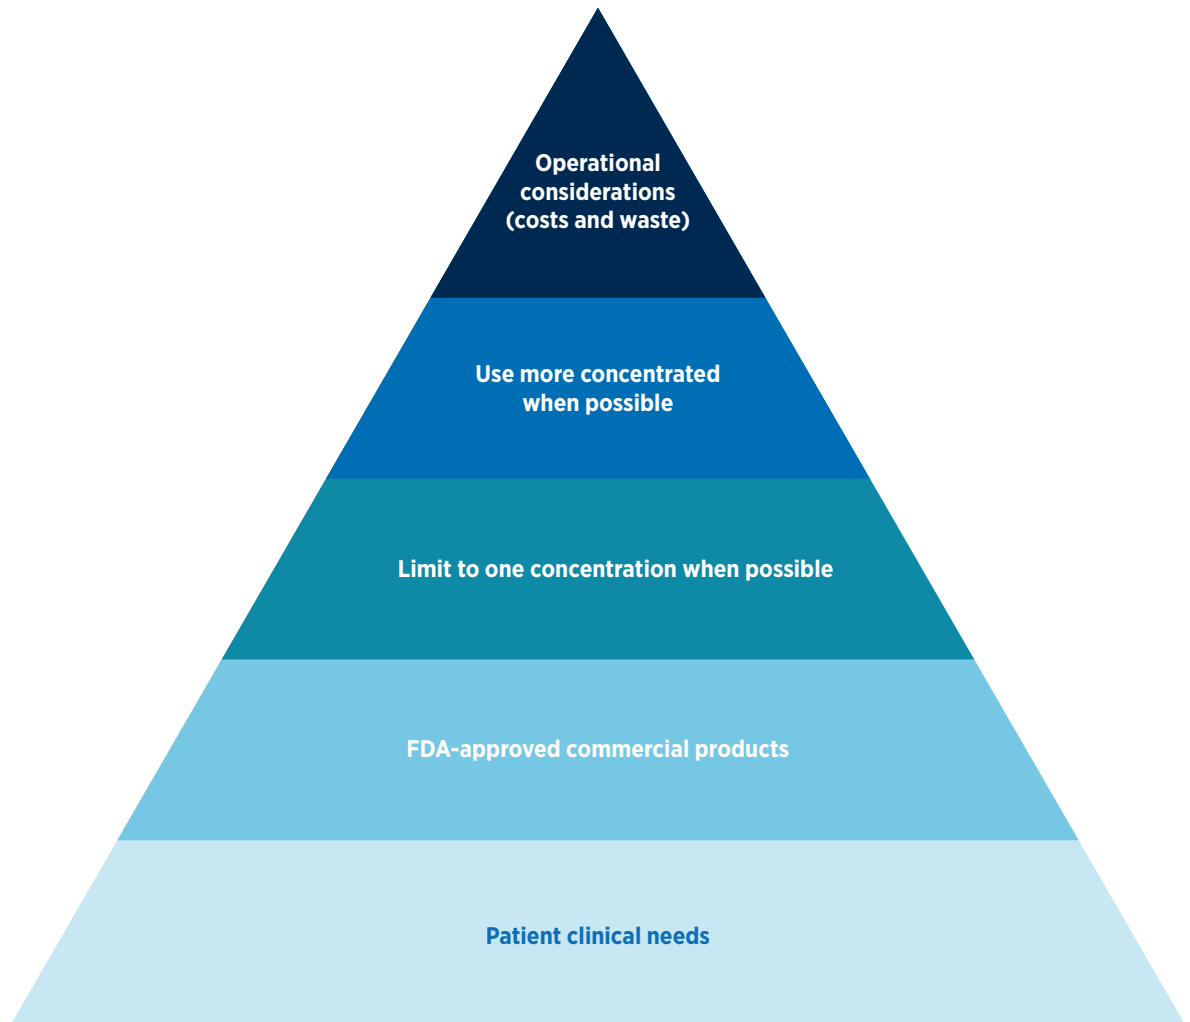 Operational
considerations
(costs and waste)
Use more concentrated
when possible
Limit to one concentration when possible
FDA-approved commercial products
Patient clinical needs